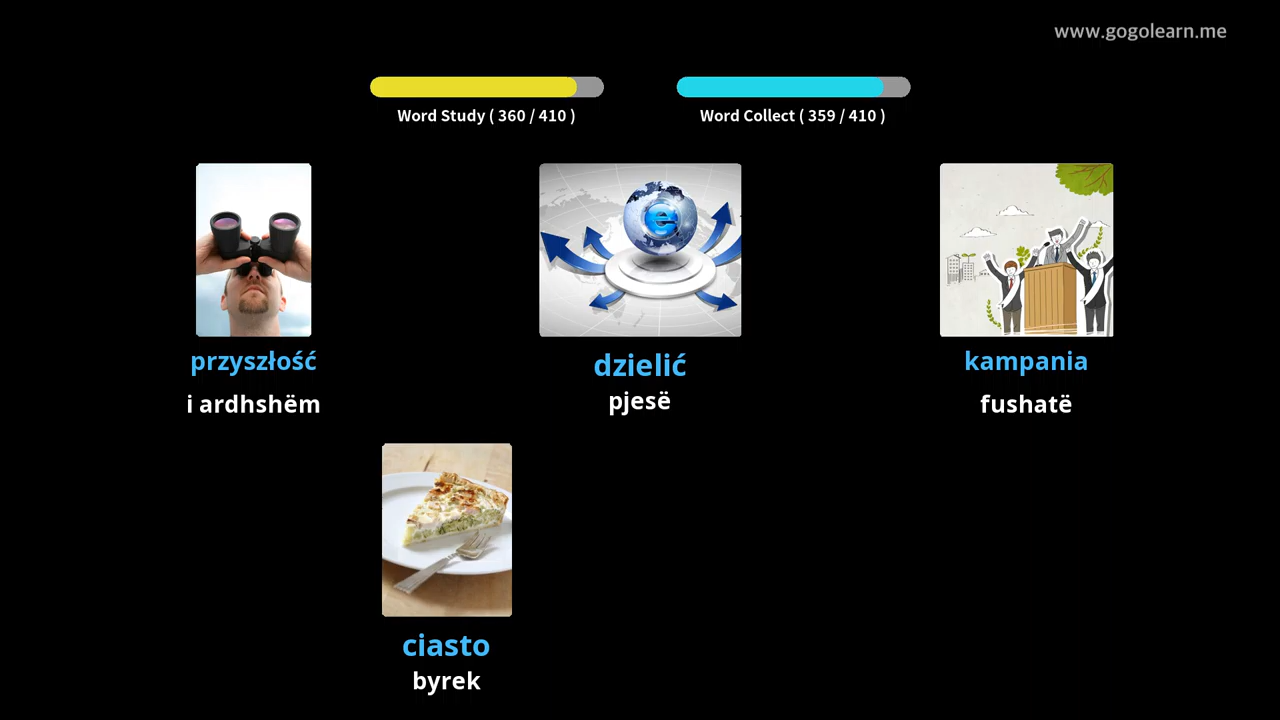 www.gogolearn.me
Word Study ( 360 / 410 )
Word Collect ( 359 / 410 )
e
przyszłość
i ardhshëm
dzielić
pjesë
kampania
fushatë
ciasto
byrek